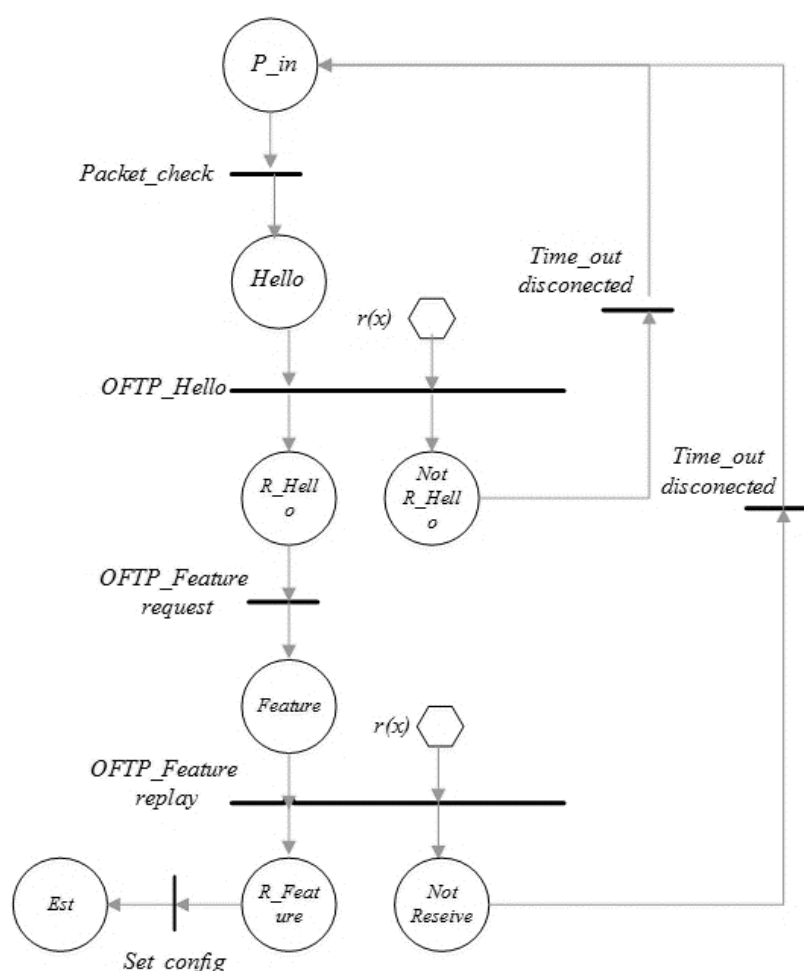 P_in
Packet_check
Hello
r(x)
Time_out
disconected
OFTP_Hello
R_Hell
o
Not
R_Hell
o
Time_out
disconected
OFTP_Feature
request
Feature
r(x)
OFTP_Feature
replay
Est
R_Feat
ure
Not
Reseive
Set_config